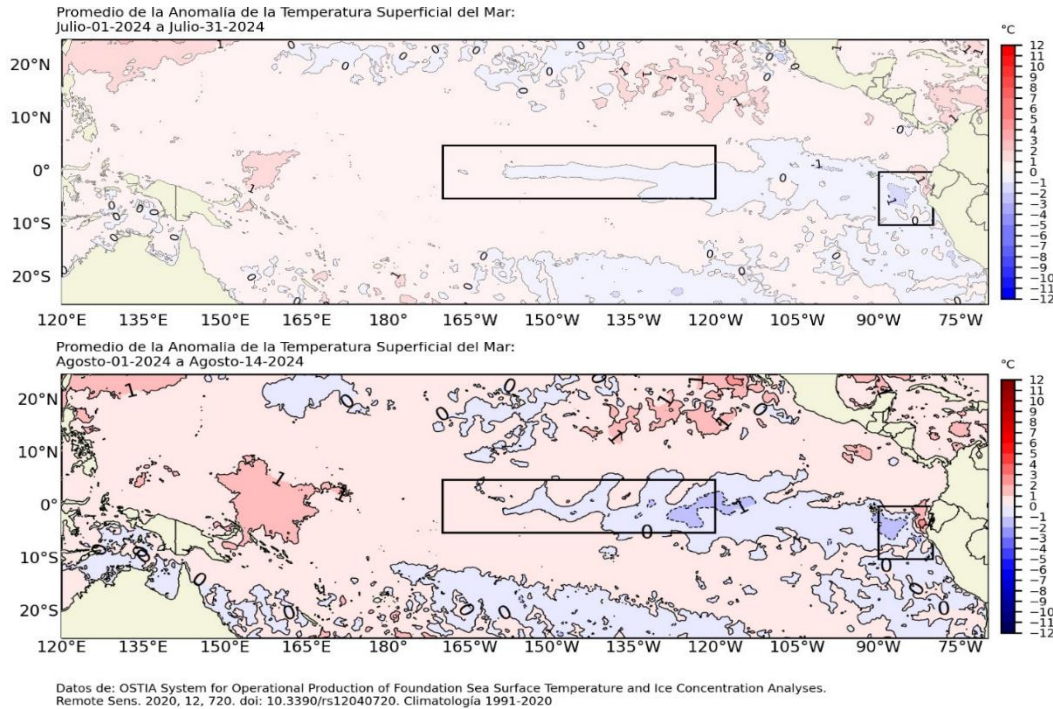 Promedio de la Anomalía de la Temperatura Superficial del Mar:
Julio-01-2024 a Julio-31-2024
°C
20°N
10°N
0°
10°S
20°S
12
11
10
9
8
7
6
5
4
3
2
1
0
−1
−2
−3
−4
−5
−6
−7
−8
−9
−10
−11
−12
120°E 135°E 150°E 165°E 180° 165°W 150°W 135°W 120°W 105°W 90°W 75°W
Promedio de la Anomalía de la Temperatura Superficial del Mar:
Agosto-01-2024 a Agosto-14-2024
°C
20°N
10°N
0°
10°S
20°S
12
11
10
9
8
7
6
5
4
3
2
1
0
−1
−2
−3
−4
−5
−6
−7
−8
−9
−10
−11
−12
120°E 135°E 150°E 165°E 180° 165°W 150°W 135°W 120°W 105°W 90°W 75°W
Datos de: OSTIA System for Operational Production of Foundation Sea Surface Temperature and Ice Concentration Analyses.
Remote Sens. 2020, 12, 720. doi: 10.3390/rs12040720. Climatología 1991-2020